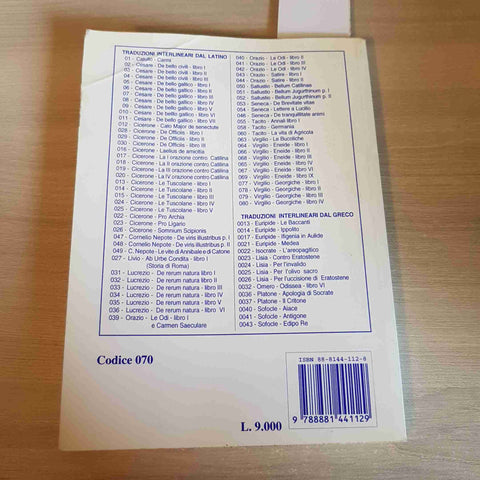 TRADUZIONI INTERLINEARI DAL LATINO
01 - Catullo Carmi
02 - Cesare - De bello civili - libro I
03 - Cesare - De bello civili - libro II
04 - Cesare - De bello civili - libro III
05 - Cesare - De bello gallico - libro I
06 - Cesare - De bello gallico - libro II
07 - Cesare - De bello gallico - libro III
08 - Cesare - De bello gallico - libro IV
09 - Cesare - De bello gallico - libro V
010 - Cesare - De bello gallico - libro VI
011 - Cesare - De bello gallico - libro VII
012 - Cicerone - Cato Major de senectute
028 - Cicerone - De Officiis - libro I
029 - Cicerone - De Officiis - libro II
030 - Cicerone - De Officiis - libro III
016 - Cicerone - Laelius de amicitia
017 - Cicerone - La I orazione contro Catilina
018 - Cicerone - La II orazione contro Catilina
019 - Cicerone - La III orazione contro Catilina
020 - Cicerone - La IV orazione contro Catilina
013 - Cicerone - Le Tuscolane - libro I
014 - Cicerone - Le Tuscolane - libro II
015 - Cicerone - Le Tuscolane - libro III
024 - Cicerone - Le Tuscolane - libro IV
025 - Cicerone - Le Tuscolane - libro V
022 - Cicerone - Pro Archia
023 - Cicerone - Pro Ligario
026 - Cicerone - Somnium Scipionis
047 - Cornelio Nepote - De viris illustribus p. I
048 - Cornelio Nepote - De viris illustribus p. II
049 - C. Nepote - Le vite di Annibale e di Catone
027 - Livio - Ab Urbe Condita - libro I
(Storia di Roma)
031 - Lucrezio - De rerum natura libro I
032 - Lucrezio - De rerum natura - libro II
033 - Lucrezio - De rerum natura - libro III
034 - Lucrezio - De rerum natura - libro IV
035 - Lucrezio - De rerum natura - libro V
036 - Lucrezio - De rerum natura - libro VI
039 - Orazio - Le Odi - libro I
e Carmen Saeculare
040 - Orazio - Le Odi - libro II
041 - Orazio - Le Odi - libro III
042 - Orazio - Le Odi - libro IV
043 - Orazio - Satire - libro I
044 - Orazio - Satire - libro II
050 - Sallustio - Bellum Catilinae
051 - Sallustio - Bellum Jugurthinum p. I
052 - Sallustio - Bellum Jugurthinum p. II
053 - Seneca - De Brevitate vitae
054 - Seneca - Lettere a Lucilio
046 - Seneca - De tranquillitate animi
055 - Tacito - Annali libro I
058 - Tacito - Germania
060 - Tacito - La vita di Agricola
063 - Virgilio - Le Bucoliche
064 - Virgilio - Eneide - libro I
066 - Virgilio - Eneide - libro II
068 - Virgilio - Eneide - libro III
065 - Virgilio - Eneide - libro IV
067 - Virgilio - Eneide - libro VI
069 - Virgilio - Eneide - libro IX
077 - Virgilio - Georgiche - libro I
078 - Virgilio - Georgiche - libro II
079 - Virgilio - Georgiche - libro III
080 - Virgilio - Georgiche - libro IV
TRADUZIONI INTERLINEARI DAL GRECO
0013 - Euripide - Le Baccanti
0014 - Euripide - Ippolito
0017 - Euripide - Ifigenia in Aulide
0021 - Euripide - Medea
0022 - Isocrate - L'areopagitico
0023 - Lisia - Contro Eratostene
0024 - Lisia - Per l'invalido
0025 - Lisia - Per l'olivo sacro
0026 - Lisia - Per l'uccisione di Eratostene
0032 - Omero - Odissea - libro VI
0036 - Platone - Apologia di Socrate
0037 - Platone - Il Critone
0040 - Sofocle - Aiace
0041 - Sofocle - Antigone
0043 - Sofocle - Edipo Re
Codice 070
L. 9.000
ISBN 88-8144-112-8
9 788881 441129